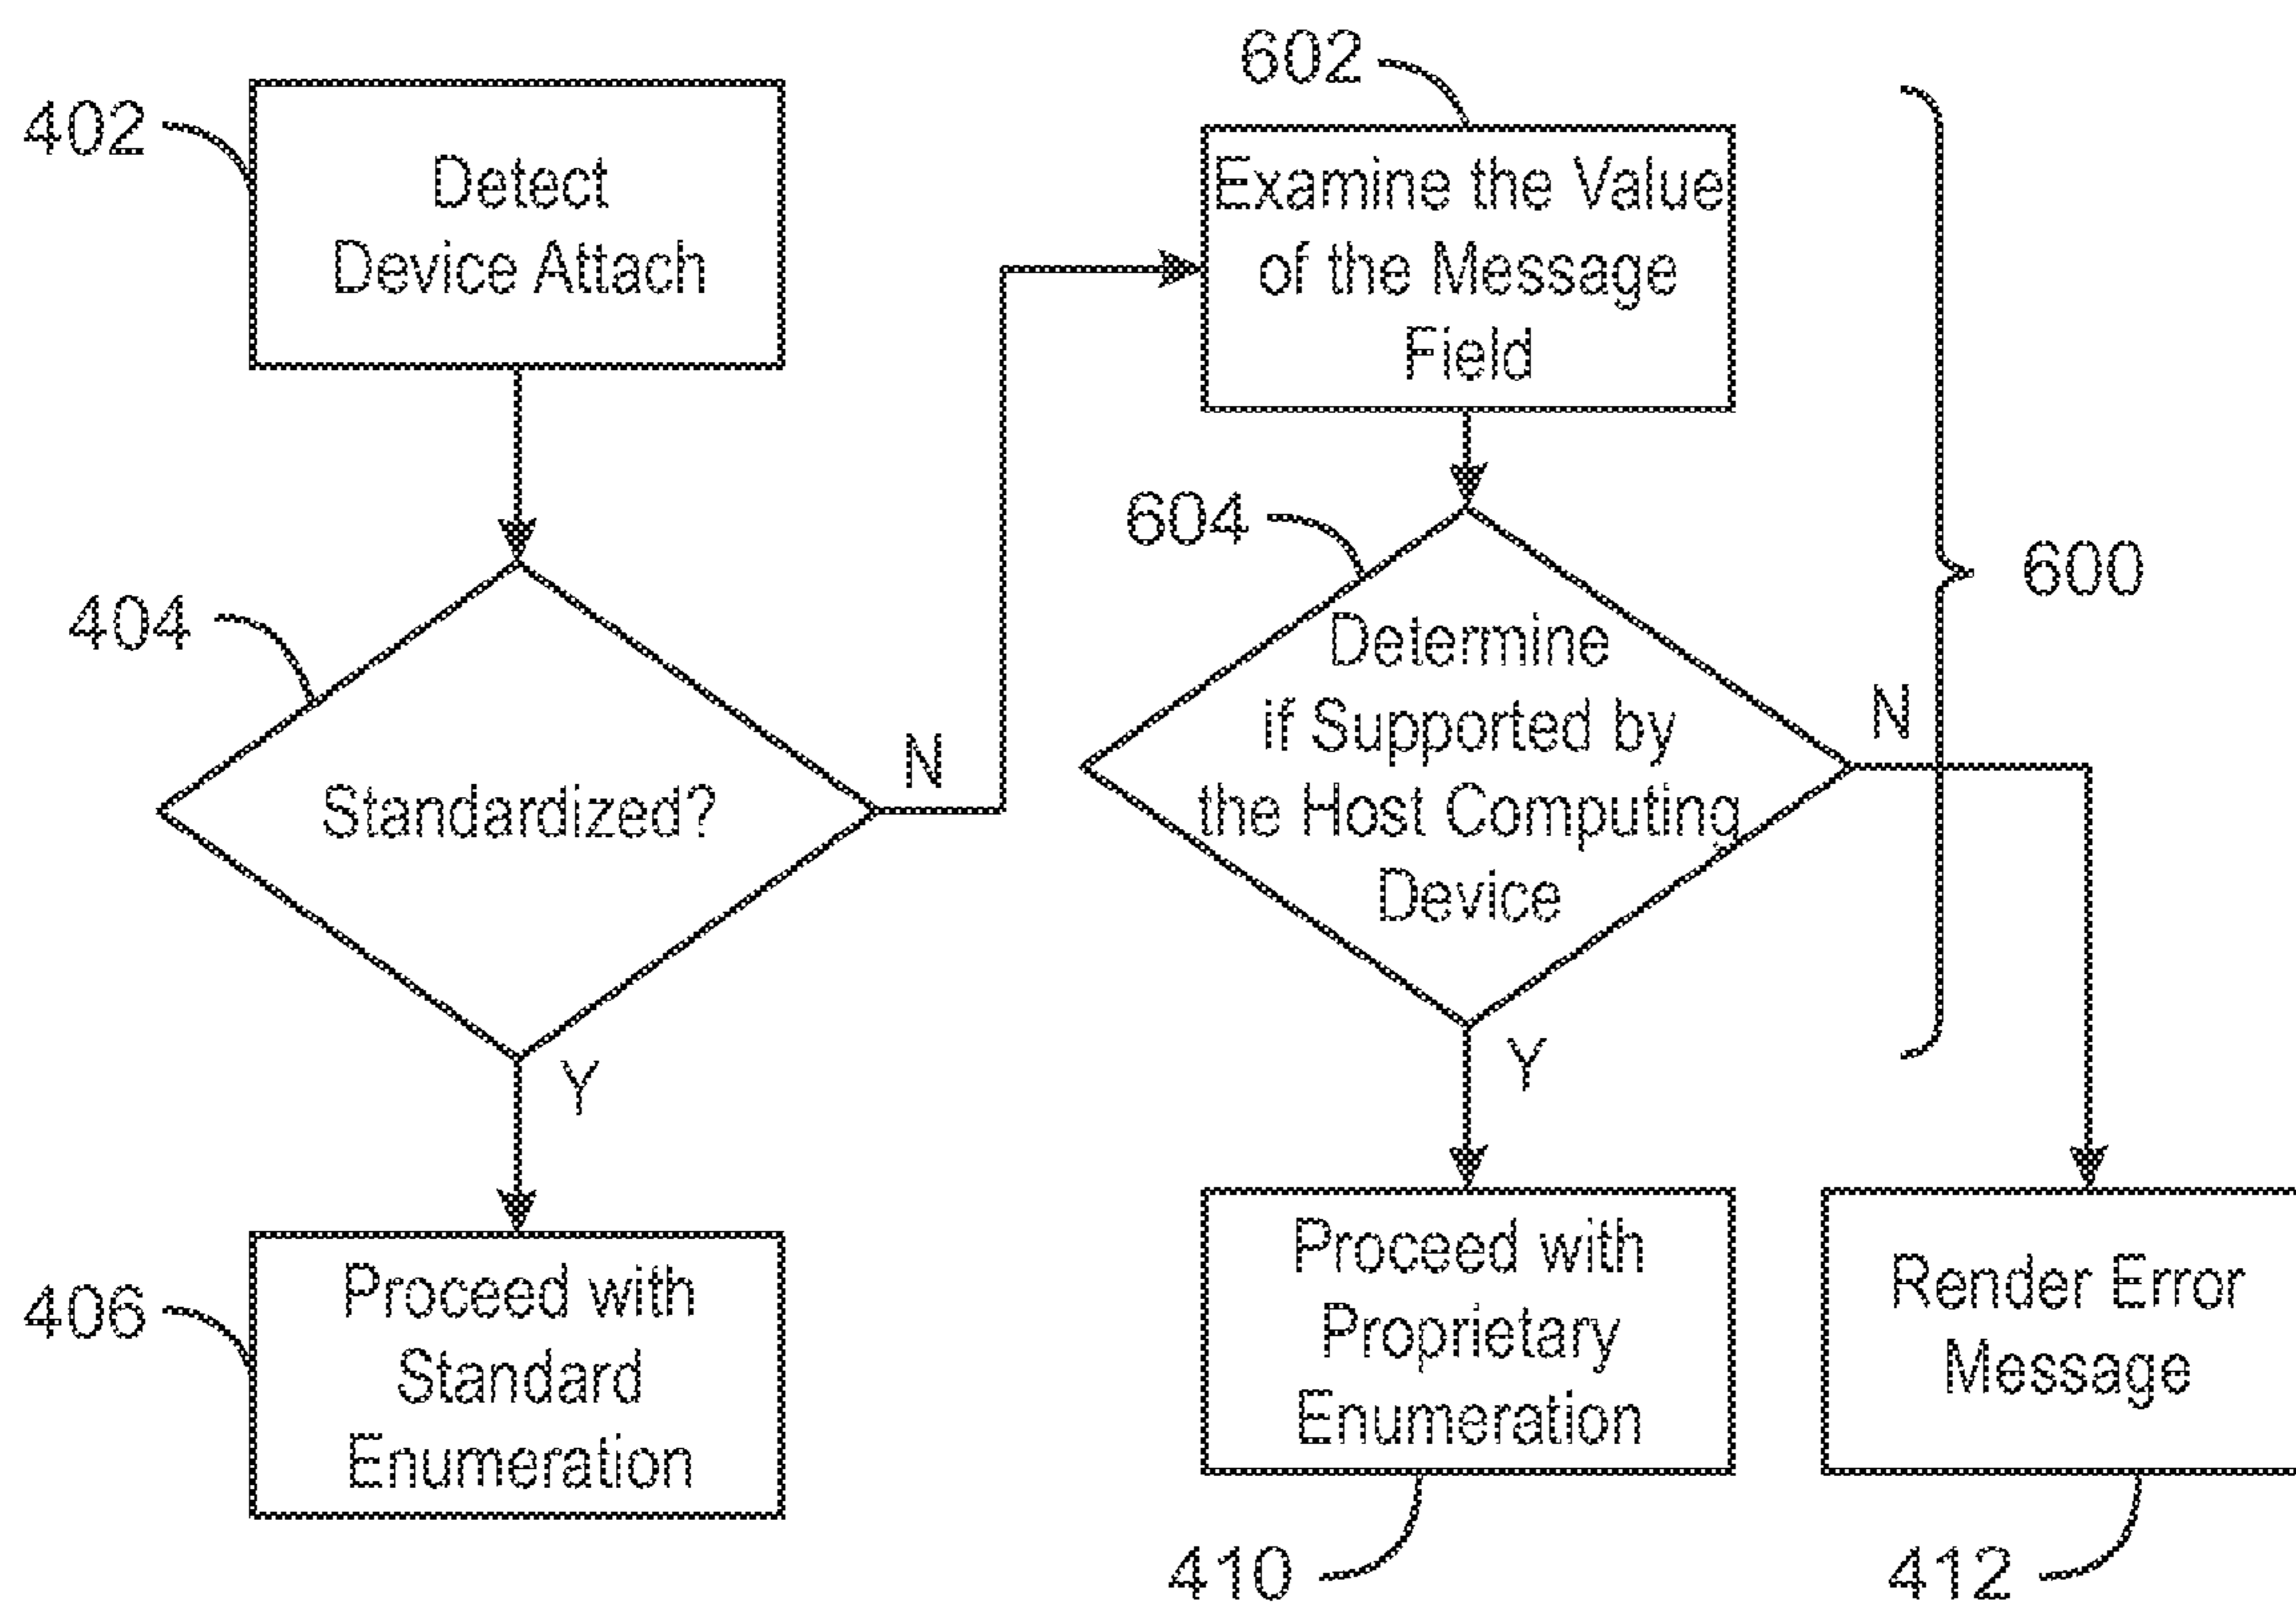 402
Detect
Device Attach
404
Standardized?
N
Y
406
Proceed with
Standard
Enumeration
602
Examine the Value
of the Message
Field
604
Determine
if Supported by
the Host Computing
Device
N
600
Y
Proceed with
Proprietary
Enumeration
410
Render Error
Message
412